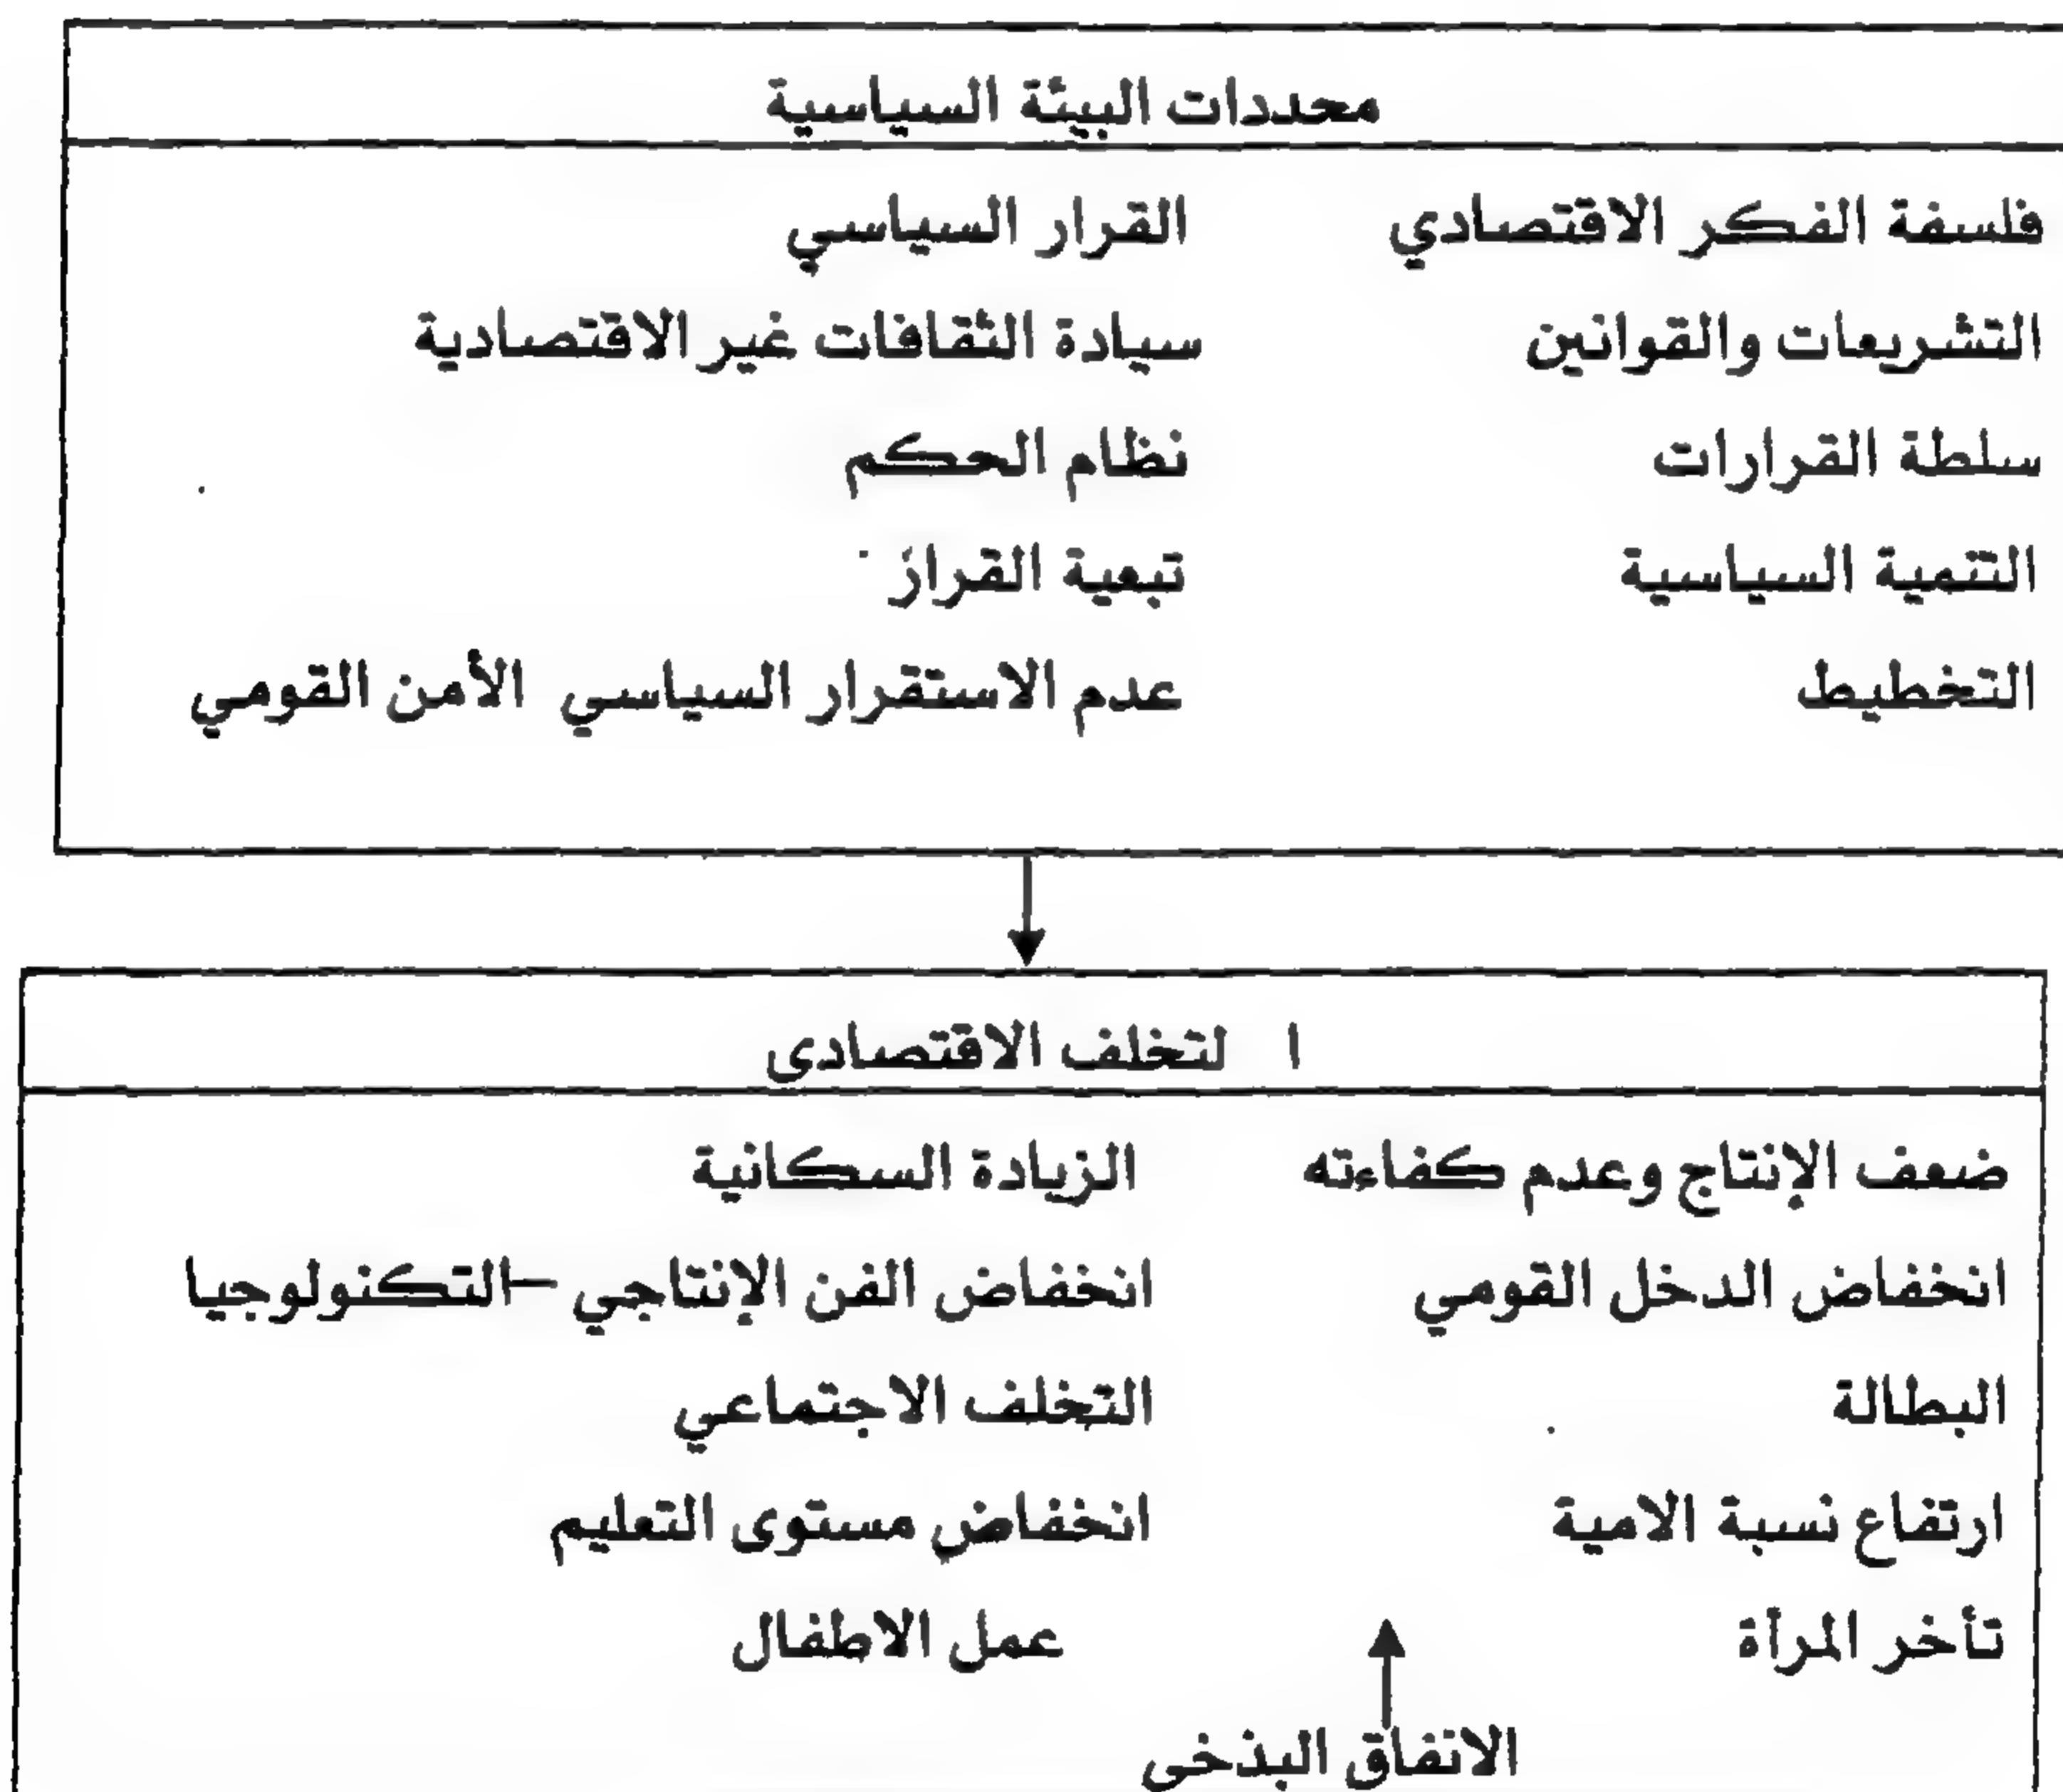 محددات البيئة السياسية
فلسفة الفكر الاقتصادي القرار السياسي
التشريعات والقوانين سيادة الثقافات غير الاقتصادية
سلطة القرارات نظام الحكم
التنمية السياسية تبعية القرار
التخطيط عدم الاستقرار السياسي الأمن القومي
ا لتخلف الاقتصادى
ضعف الإنتاج وعدم كفاءته الزيادة السكانية
انخفاض الدخل القومي انخفاض الفن الإنتاجي –التكنولوجيا
البطالة التخلف الاجتماعي
ارتفاع نسبة الامية انخفاض مستوى التعليم
تأخر المرأة عمل الاطفال
الانفاق البذخى